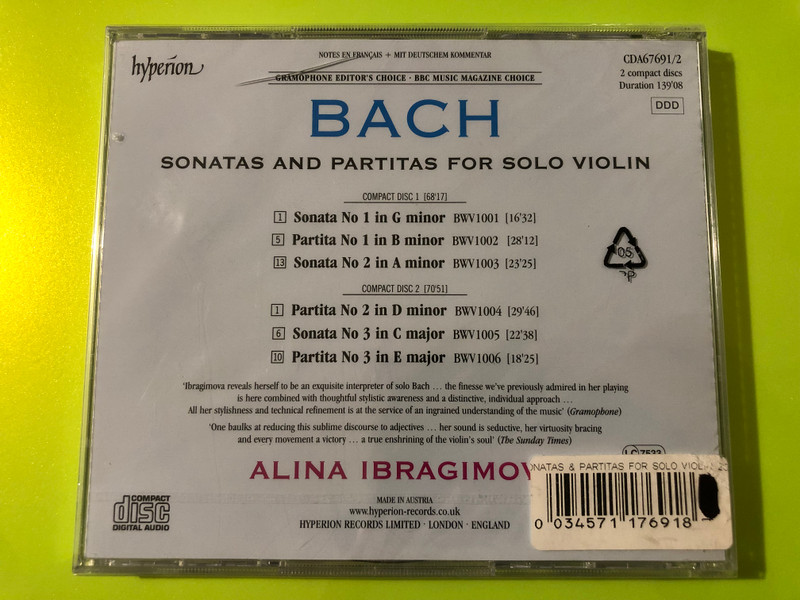 hyperion
NOTES EN FRANÇAIS + MIT DEUTSCHEM KOMMENTAR
GRAMOPHONE EDITOR'S CHOICE · BBC MUSIC MAGAZINE CHOICE
CDA67691/2
2 compact discs
Duration 139'08
DDD
BACH
SONATAS AND PARTITAS FOR SOLO VIOLIN
COMPACT DISC 1 [68'17]
1 Sonata No 1 in G minor BWV1001 [16'32]
5 Partita No 1 in B minor BWV1002 [28'12]
13 Sonata No 2 in A minor BWV1003 [23'25]
05
P
COMPACT DISC 2 [70'51]
1 Partita No 2 in D minor BWV1004 [29'46]
6 Sonata No 3 in C major BWV1005 [22'38]
10 Partita No 3 in E major BWV1006 [18'25]
'Ibragimova reveals herself to be an exquisite interpreter of solo Bach … the finesse we've previously admired in her playing
is here combined with thoughtful stylistic awareness and a distinctive, individual approach …
All her stylishness and technical refinement is at the service of an ingrained understanding of the music' (Gramophone)
'One baulks at reducing this sublime discourse to adjectives … her sound is seductive, her virtuosity bracing
and every movement a victory … a true enshrining of the violin's soul' (The Sunday Times)
LC 7533
ALINA IBRAGIMOV
ONATAS & PARTITAS FOR SOLO VIOL
0 034571 176918
COMPACT
disc
DIGITAL AUDIO
MADE IN AUSTRIA
www.hyperion-records.co.uk
HYPERION RECORDS LIMITED · LONDON · ENGLAND